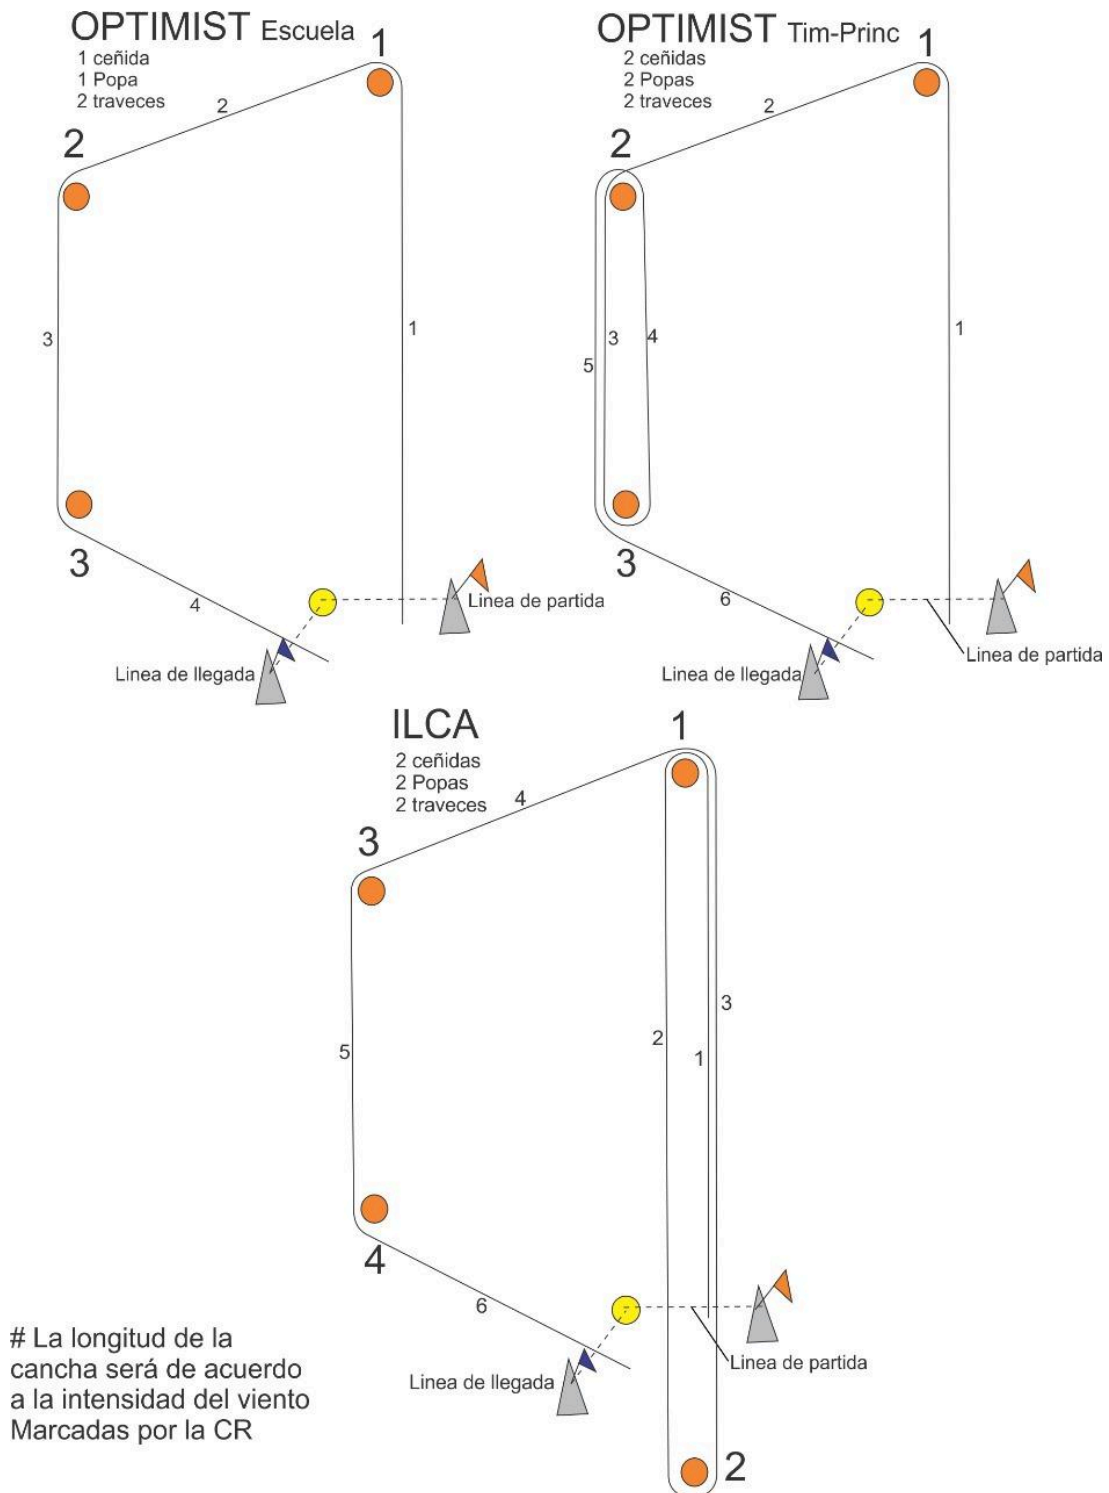 OPTIMIST Escuela
1 ceñida
1 Popa
2 traveces
1
2
2
3
1
3
4
Linea de partida
Linea de llegada
OPTIMIST Tim-Princ
2 ceñidas
2 Popas
2 traveces
1
2
2
5
3
4
1
3
6
Linea de partida
Linea de llegada
ILCA
2 ceñidas
2 Popas
2 traveces
1
4
3
3
2
1
5
4
6
Linea de partida
Linea de llegada
2
# La longitud de la
cancha será de acuerdo
a la intensidad del viento
Marcadas por la CR